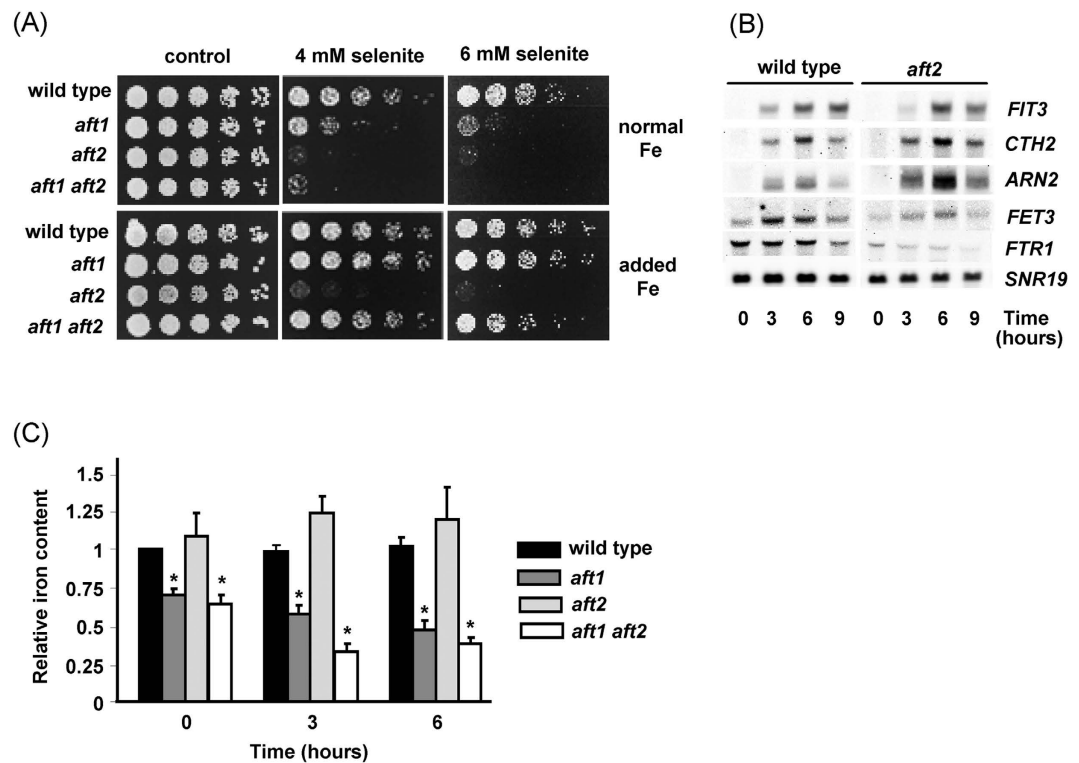 (A)
control 4 mM selenite 6 mM selenite
wild type
aft1
aft2
aft1 aft2
normal
Fe
wild type
aft1
aft2
aft1 aft2
added
Fe
(B)
wild type aft2
FIT3
CTH2
ARN2
FET3
FTR1
SNR19
0 3 6 9 0 3 6 9 Time
(hours)
(C)
Relative iron content
1.5
1.25
1
0.75
0.5
0.25
0
* * * * * *
0 3 6
Time (hours)
wild type
aft1
aft2
aft1 aft2